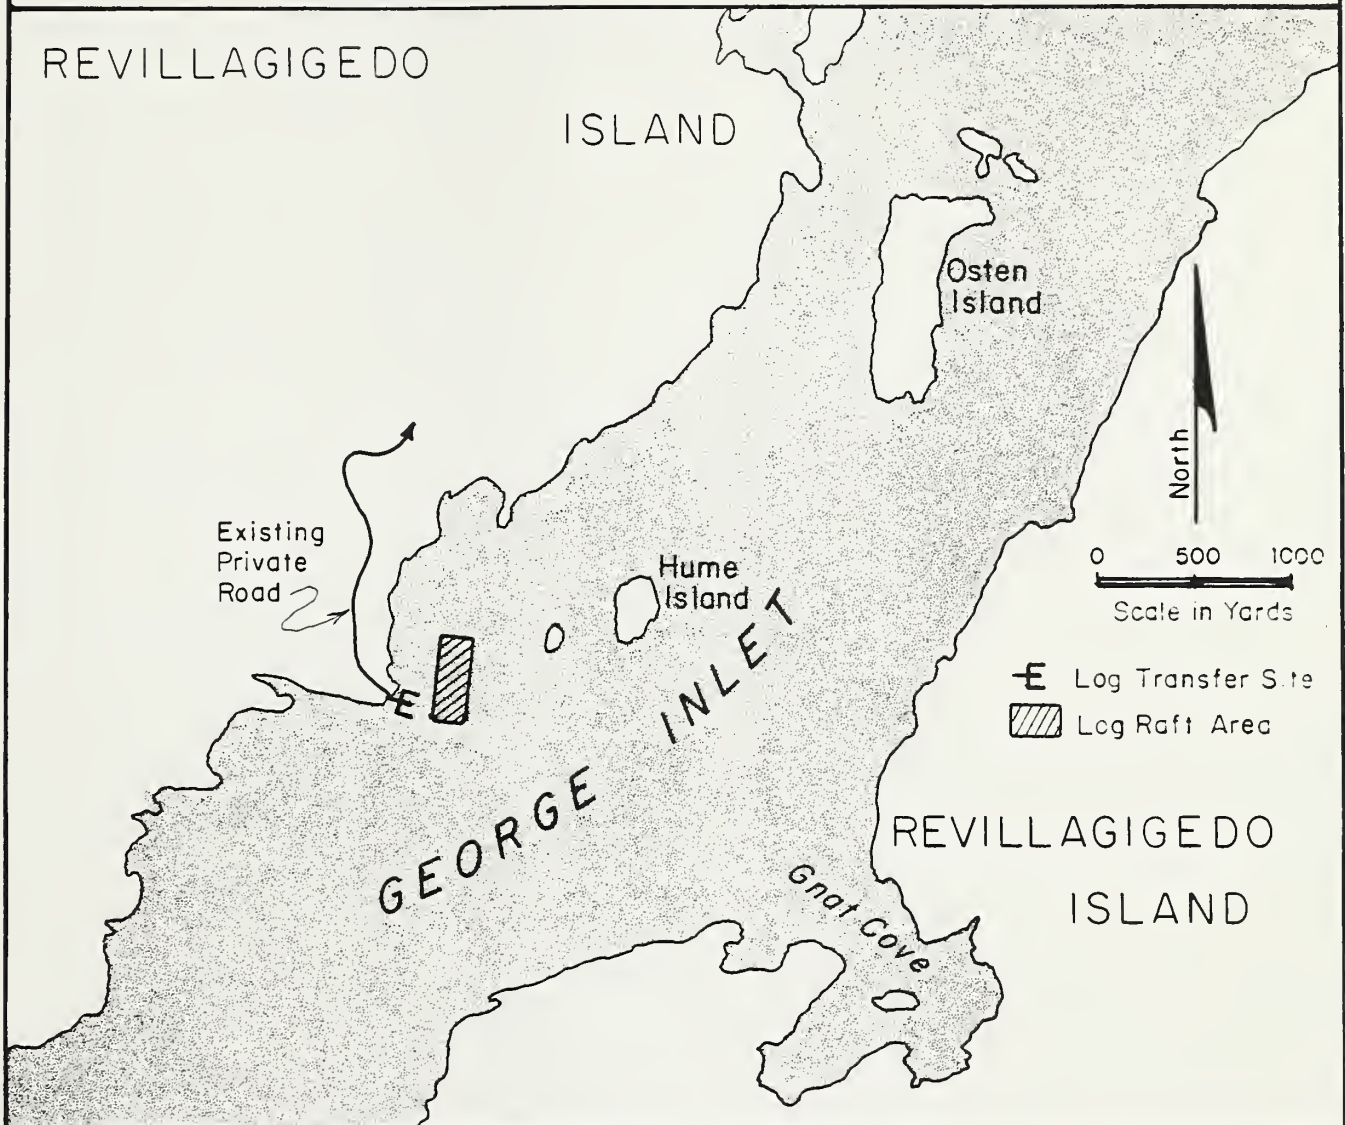 REVILLAGIGEDO
ISLAND
Osten
Island
North
Existing
Private
Road
Hume
Island
0 500 1000
Scale in Yards
Log Transfer Site
Log Raft Area
GEORGE INLET
REVILLAGIGEDO
ISLAND
Gnat Cove